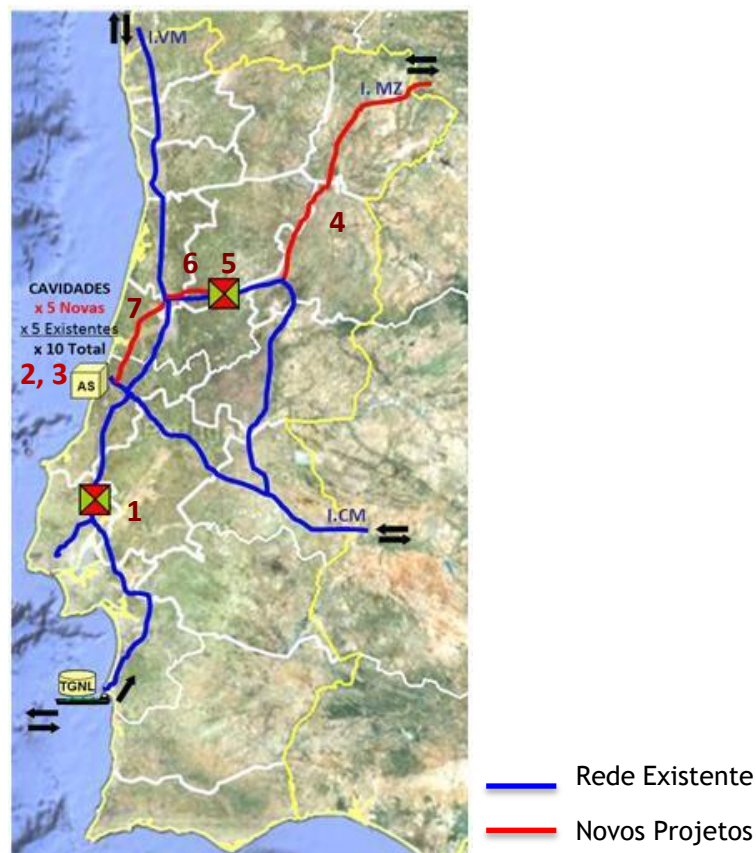 I.VM
I. MZ
4
6 5
CAVIDADES
x 5 Novas
x 5 Existentes
x 10 Total
7
2, 3
AS
1
I.CM
TGNL
Rede Existente
Novos Projetos